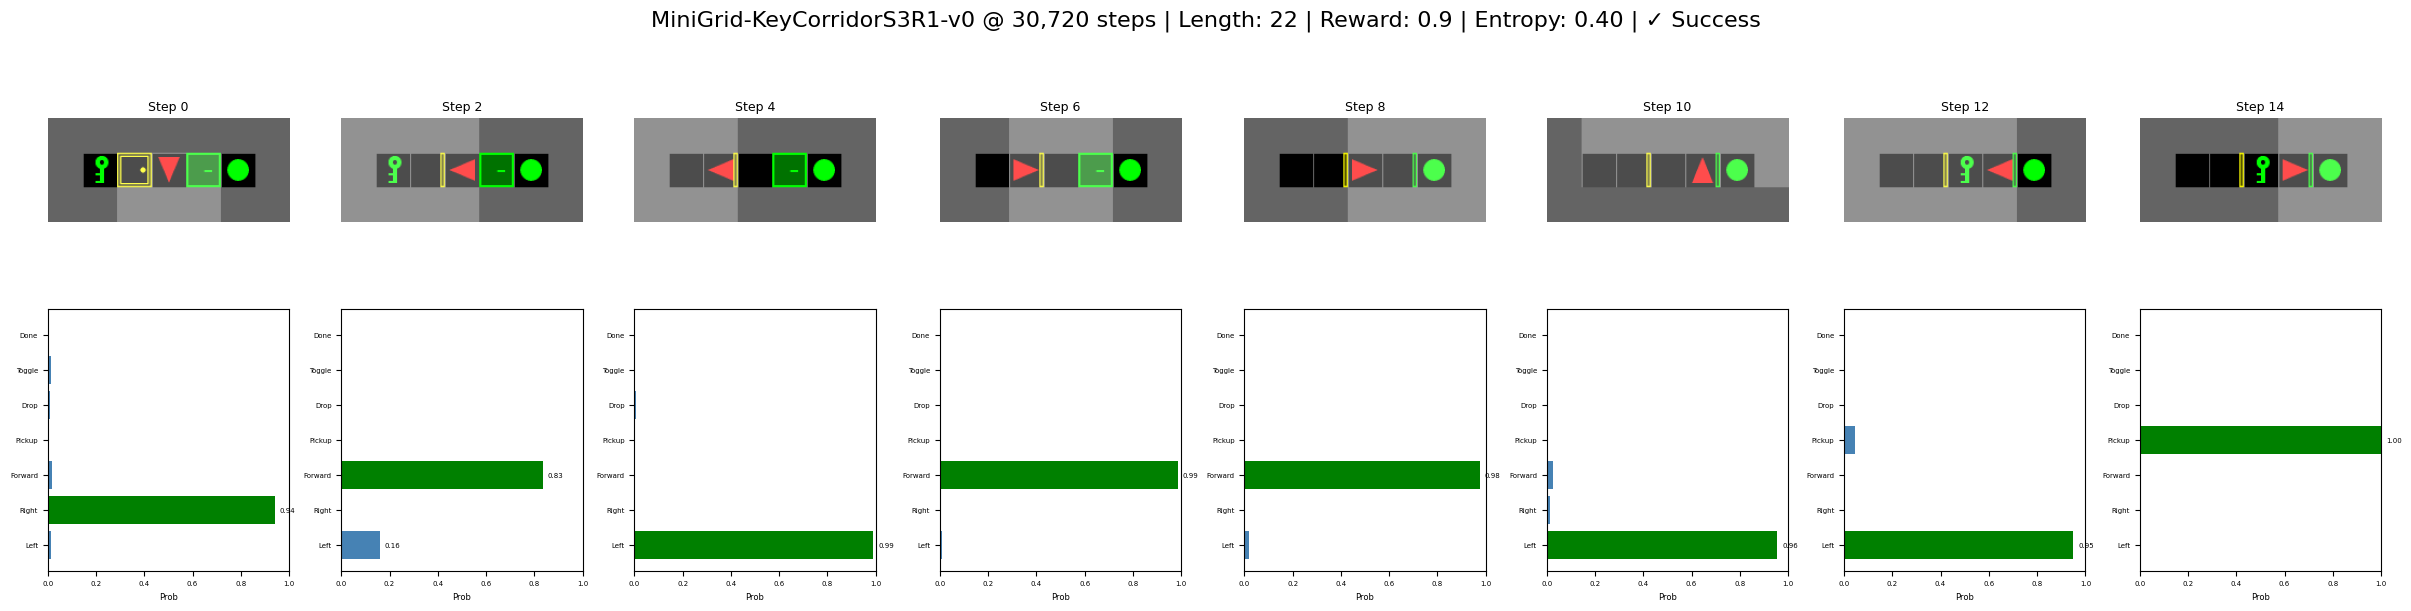 MiniGrid-KeyCorridorS3R1-v0 @ 30,720 steps | Length: 22 | Reward: 0.9 | Entropy: 0.40 | ✓ Success
Step 0 Step 2 Step 4 Step 6 Step 8 Step 10 Step 12 Step 14
Done Done Done Done Done Done Done Done
Toggle Toggle Toggle Toggle Toggle Toggle Toggle Toggle
Drop Drop Drop Drop Drop Drop Drop Drop
Pickup Pickup Pickup Pickup Pickup Pickup Pickup Pickup 1.00
Forward Forward 0.83 Forward Forward 0.99 Forward 0.98 Forward Forward Forward
Right 0.94 Right Right Right Right Right Right Right
Left Left 0.16 Left 0.99 Left Left Left 0.96 Left 0.95 Left
0.0 0.2 0.4 0.6 0.8 1.0 0.0 0.2 0.4 0.6 0.8 1.0 0.0 0.2 0.4 0.6 0.8 1.0 0.0 0.2 0.4 0.6 0.8 1.0 0.0 0.2 0.4 0.6 0.8 1.0 0.0 0.2 0.4 0.6 0.8 1.0 0.0 0.2 0.4 0.6 0.8 1.0 0.0 0.2 0.4 0.6 0.8 1.0
Prob Prob Prob Prob Prob Prob Prob Prob